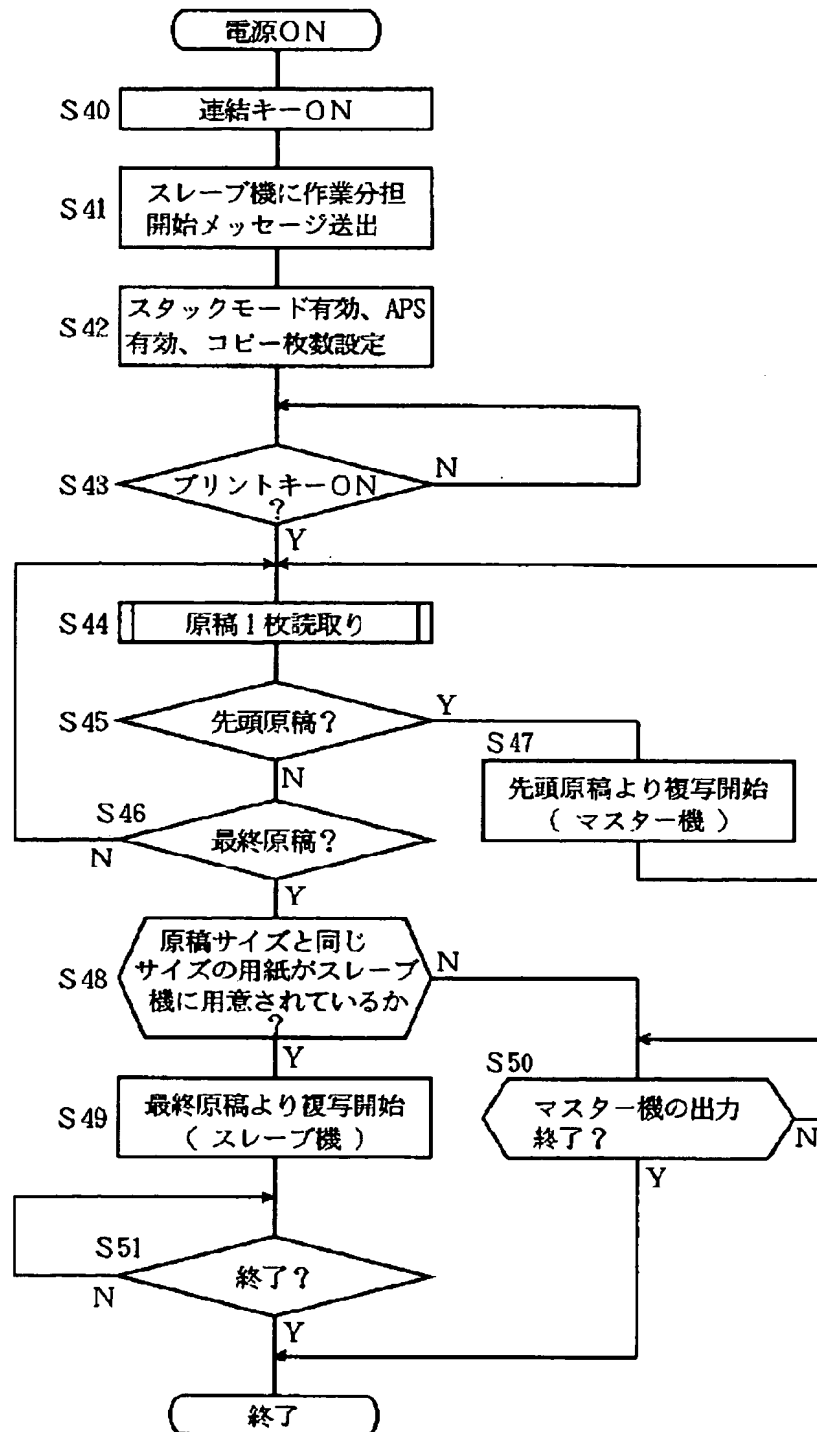 電源ON
S40
連結キーON
S41
スレーブ機に作業分担
開始メッセージ送出
S42
スタックモード有効、APS
有効、コピー枚数設定
S43
プリントキーON
?
N
Y
S44
原稿1枚読取り
S45
先頭原稿?
Y
N
S47
先頭原稿より複写開始
(マスター機)
S46
最終原稿?
N
Y
S48
原稿サイズと同じ
サイズの用紙がスレーブ
機に用意されているか
?
N
Y
S49
最終原稿より複写開始
(スレーブ機)
S50
マスター機の出力
終了?
N
Y
S51
終了?
N
Y
終了